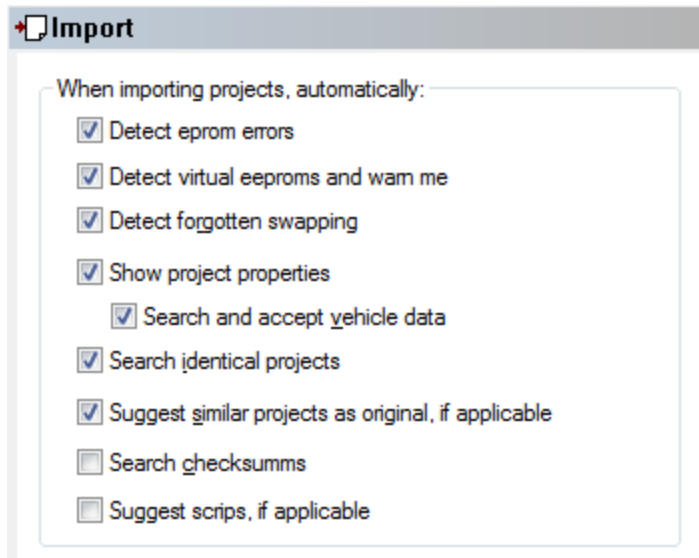 Import
When importing projects, automatically:
Detect eprom errors
Detect virtual eeproms and warn me
Detect forgotten swapping
Show project properties
Search and accept vehicle data
Search identical projects
Suggest similar projects as original, if applicable
Search checksumms
Suggest scrips, if applicable